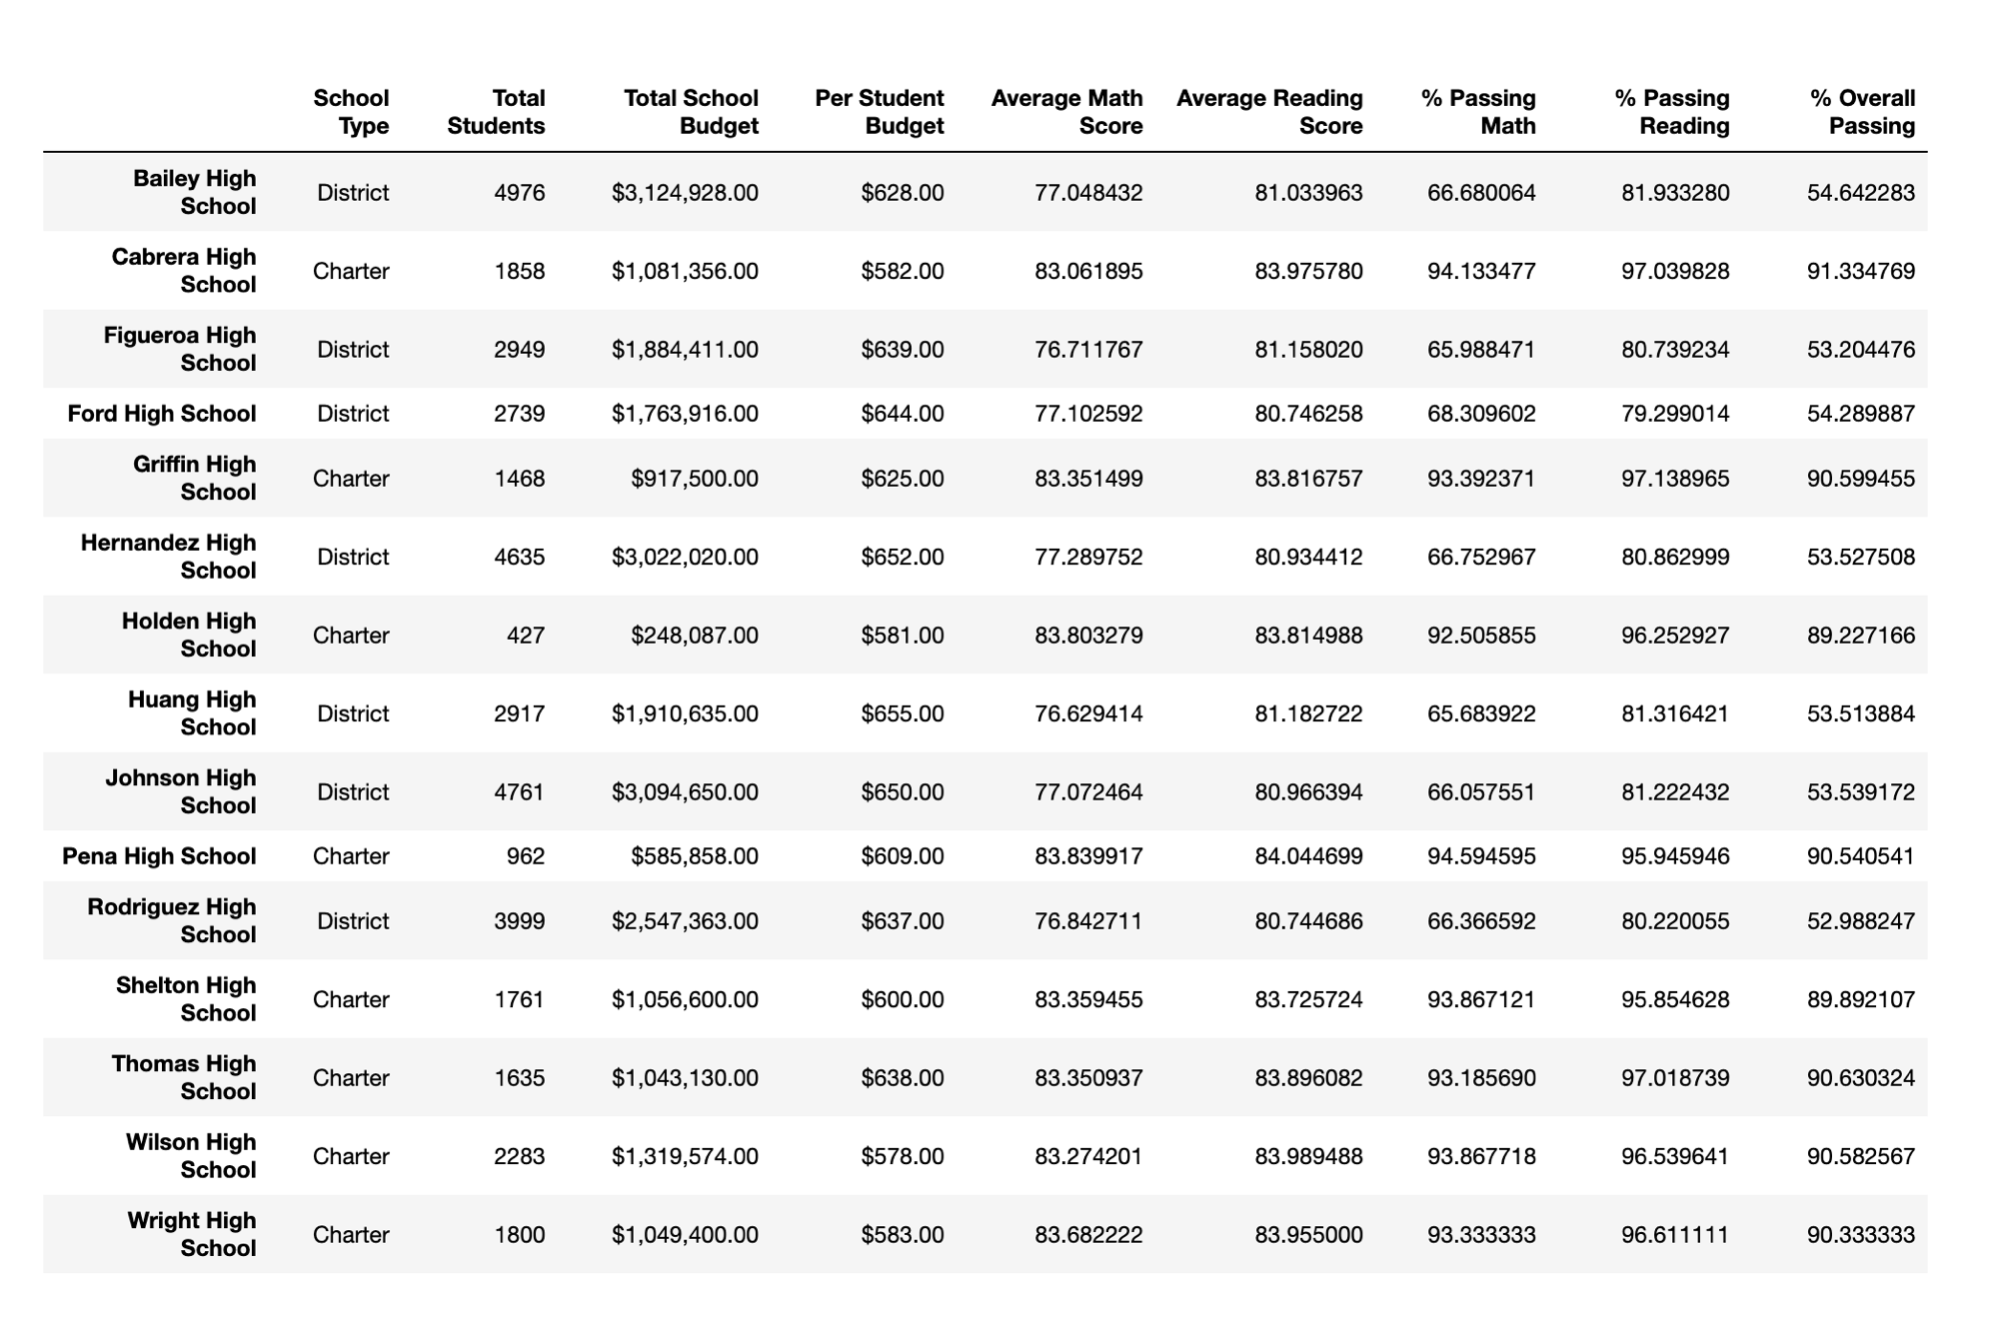 School Type Total Students Total School Budget Per Student Budget Average Math Score Average Reading Score % Passing Math % Passing Reading % Overall Passing
Bailey High School District 4976 $3,124,928.00 $628.00 77.048432 81.033963 66.680064 81.933280 54.642283
Cabrera High School Charter 1858 $1,081,356.00 $582.00 83.061895 83.975780 94.133477 97.039828 91.334769
Figueroa High School District 2949 $1,884,411.00 $639.00 76.711767 81.158020 65.988471 80.739234 53.204476
Ford High School District 2739 $1,763,916.00 $644.00 77.102592 80.746258 68.309602 79.299014 54.289887
Griffin High School Charter 1468 $917,500.00 $625.00 83.351499 83.816757 93.392371 97.138965 90.599455
Hernandez High School District 4635 $3,022,020.00 $652.00 77.289752 80.934412 66.752967 80.862999 53.527508
Holden High School Charter 427 $248,087.00 $581.00 83.803279 83.814988 92.505855 96.252927 89.227166
Huang High School District 2917 $1,910,635.00 $655.00 76.629414 81.182722 65.683922 81.316421 53.513884
Johnson High School District 4761 $3,094,650.00 $650.00 77.072464 80.966394 66.057551 81.222432 53.539172
Pena High School Charter 962 $585,858.00 $609.00 83.839917 84.044699 94.594595 95.945946 90.540541
Rodriguez High School District 3999 $2,547,363.00 $637.00 76.842711 80.744686 66.366592 80.220055 52.988247
Shelton High School Charter 1761 $1,056,600.00 $600.00 83.359455 83.725724 93.867121 95.854628 89.892107
Thomas High School Charter 1635 $1,043,130.00 $638.00 83.350937 83.896082 93.185690 97.018739 90.630324
Wilson High School Charter 2283 $1,319,574.00 $578.00 83.274201 83.989488 93.867718 96.539641 90.582567
Wright High School Charter 1800 $1,049,400.00 $583.00 83.682222 83.955000 93.333333 96.611111 90.333333